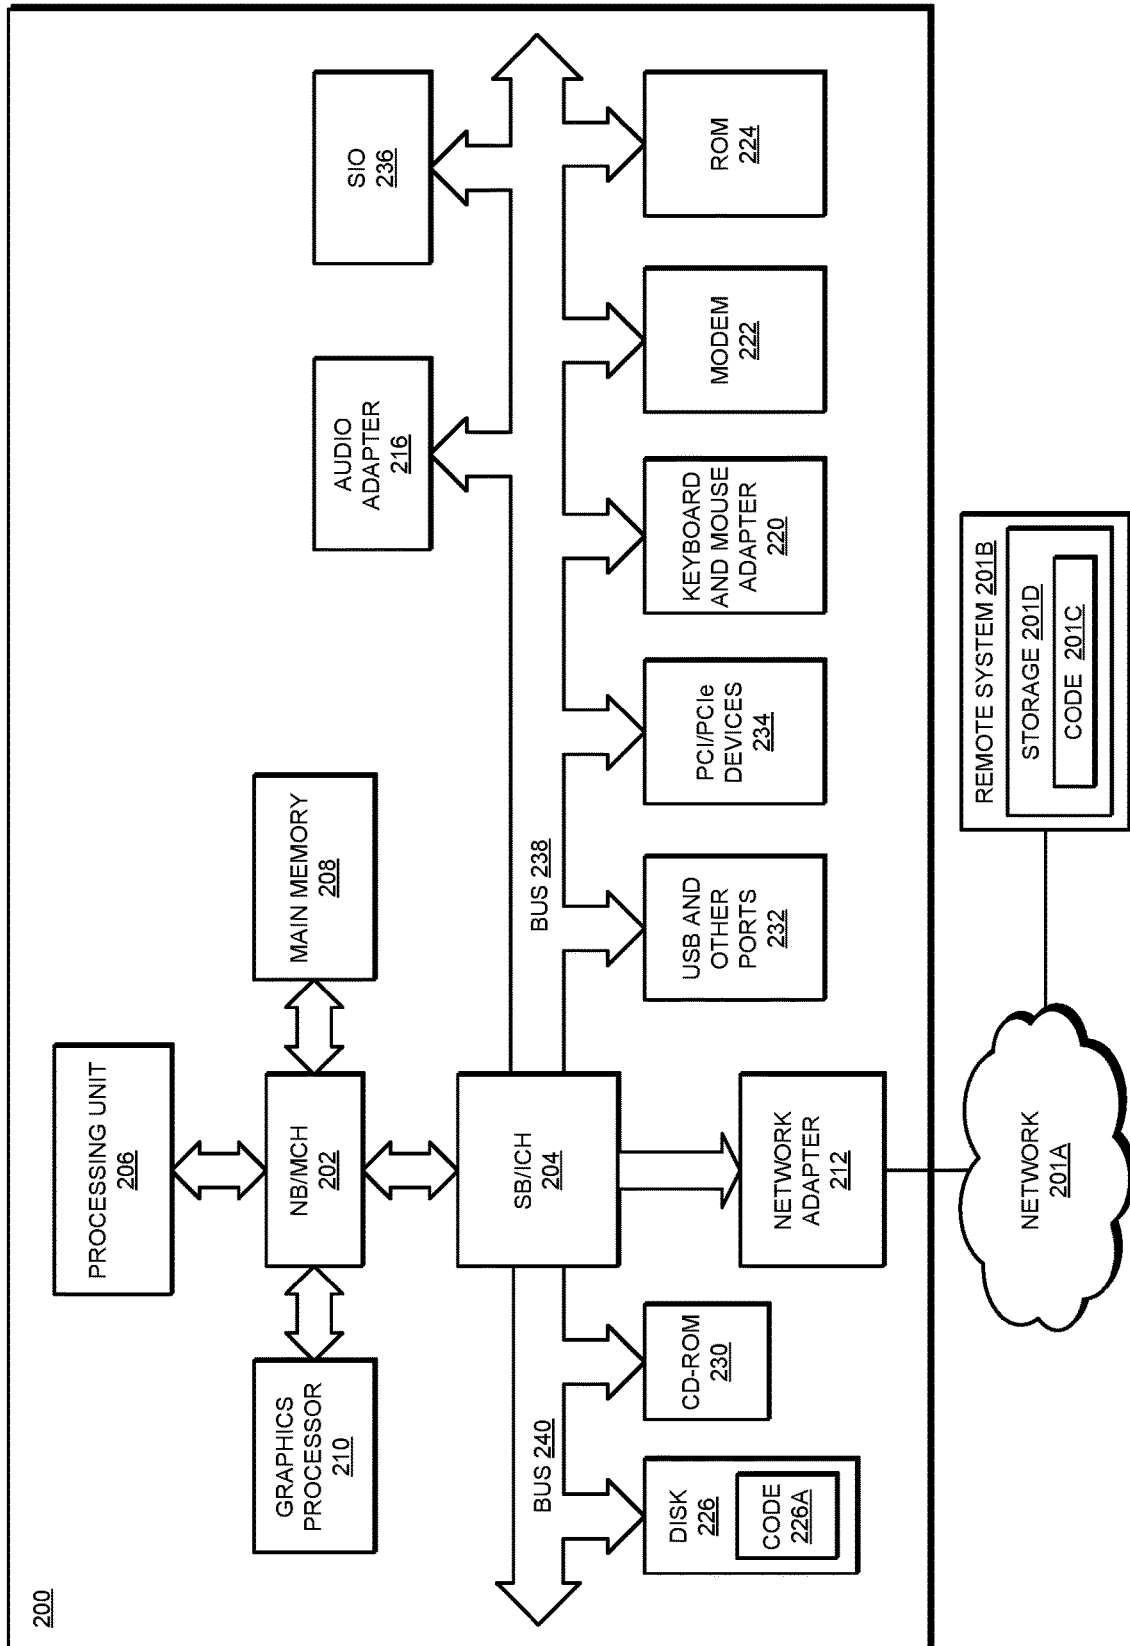 200
PROCESSING UNIT
206
GRAPHICS
PROCESSOR
210
NB/MCH
202
MAIN MEMORY
208
AUDIO
ADAPTER
216
SIO
236
SB/ICH
204
BUS 240
BUS 238
DISK
226
CODE
226A
CD-ROM
230
NETWORK
ADAPTER
212
USB AND
OTHER
PORTS
232
PCI/PCIe
DEVICES
234
KEYBOARD
AND MOUSE
ADAPTER
220
MODEM
222
ROM
224
NETWORK
201A
REMOTE SYSTEM 201B
STORAGE 201D
CODE 201C